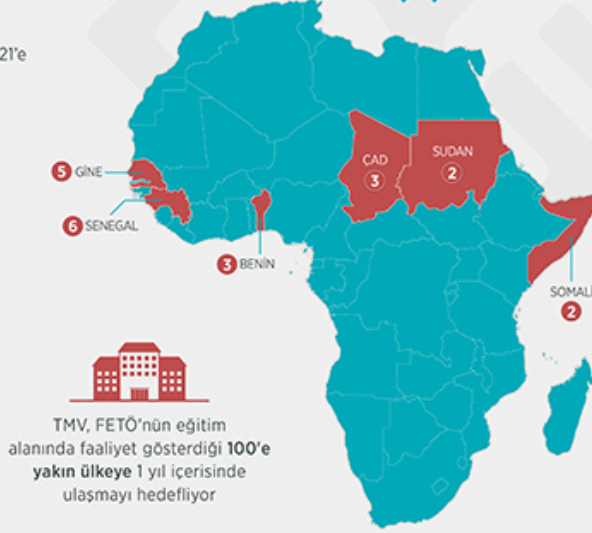 21'e
5 GİNE
6 SENEGAL
3 BENİN
ÇAD
3
SUDAN
2
SOMALİ
2
TMV, FETÖ'nün eğitim
alanında faaliyet gösterdiği 100'e
yakın ülkeye 1 yıl içerisinde
ulaşmayı hedefliyor